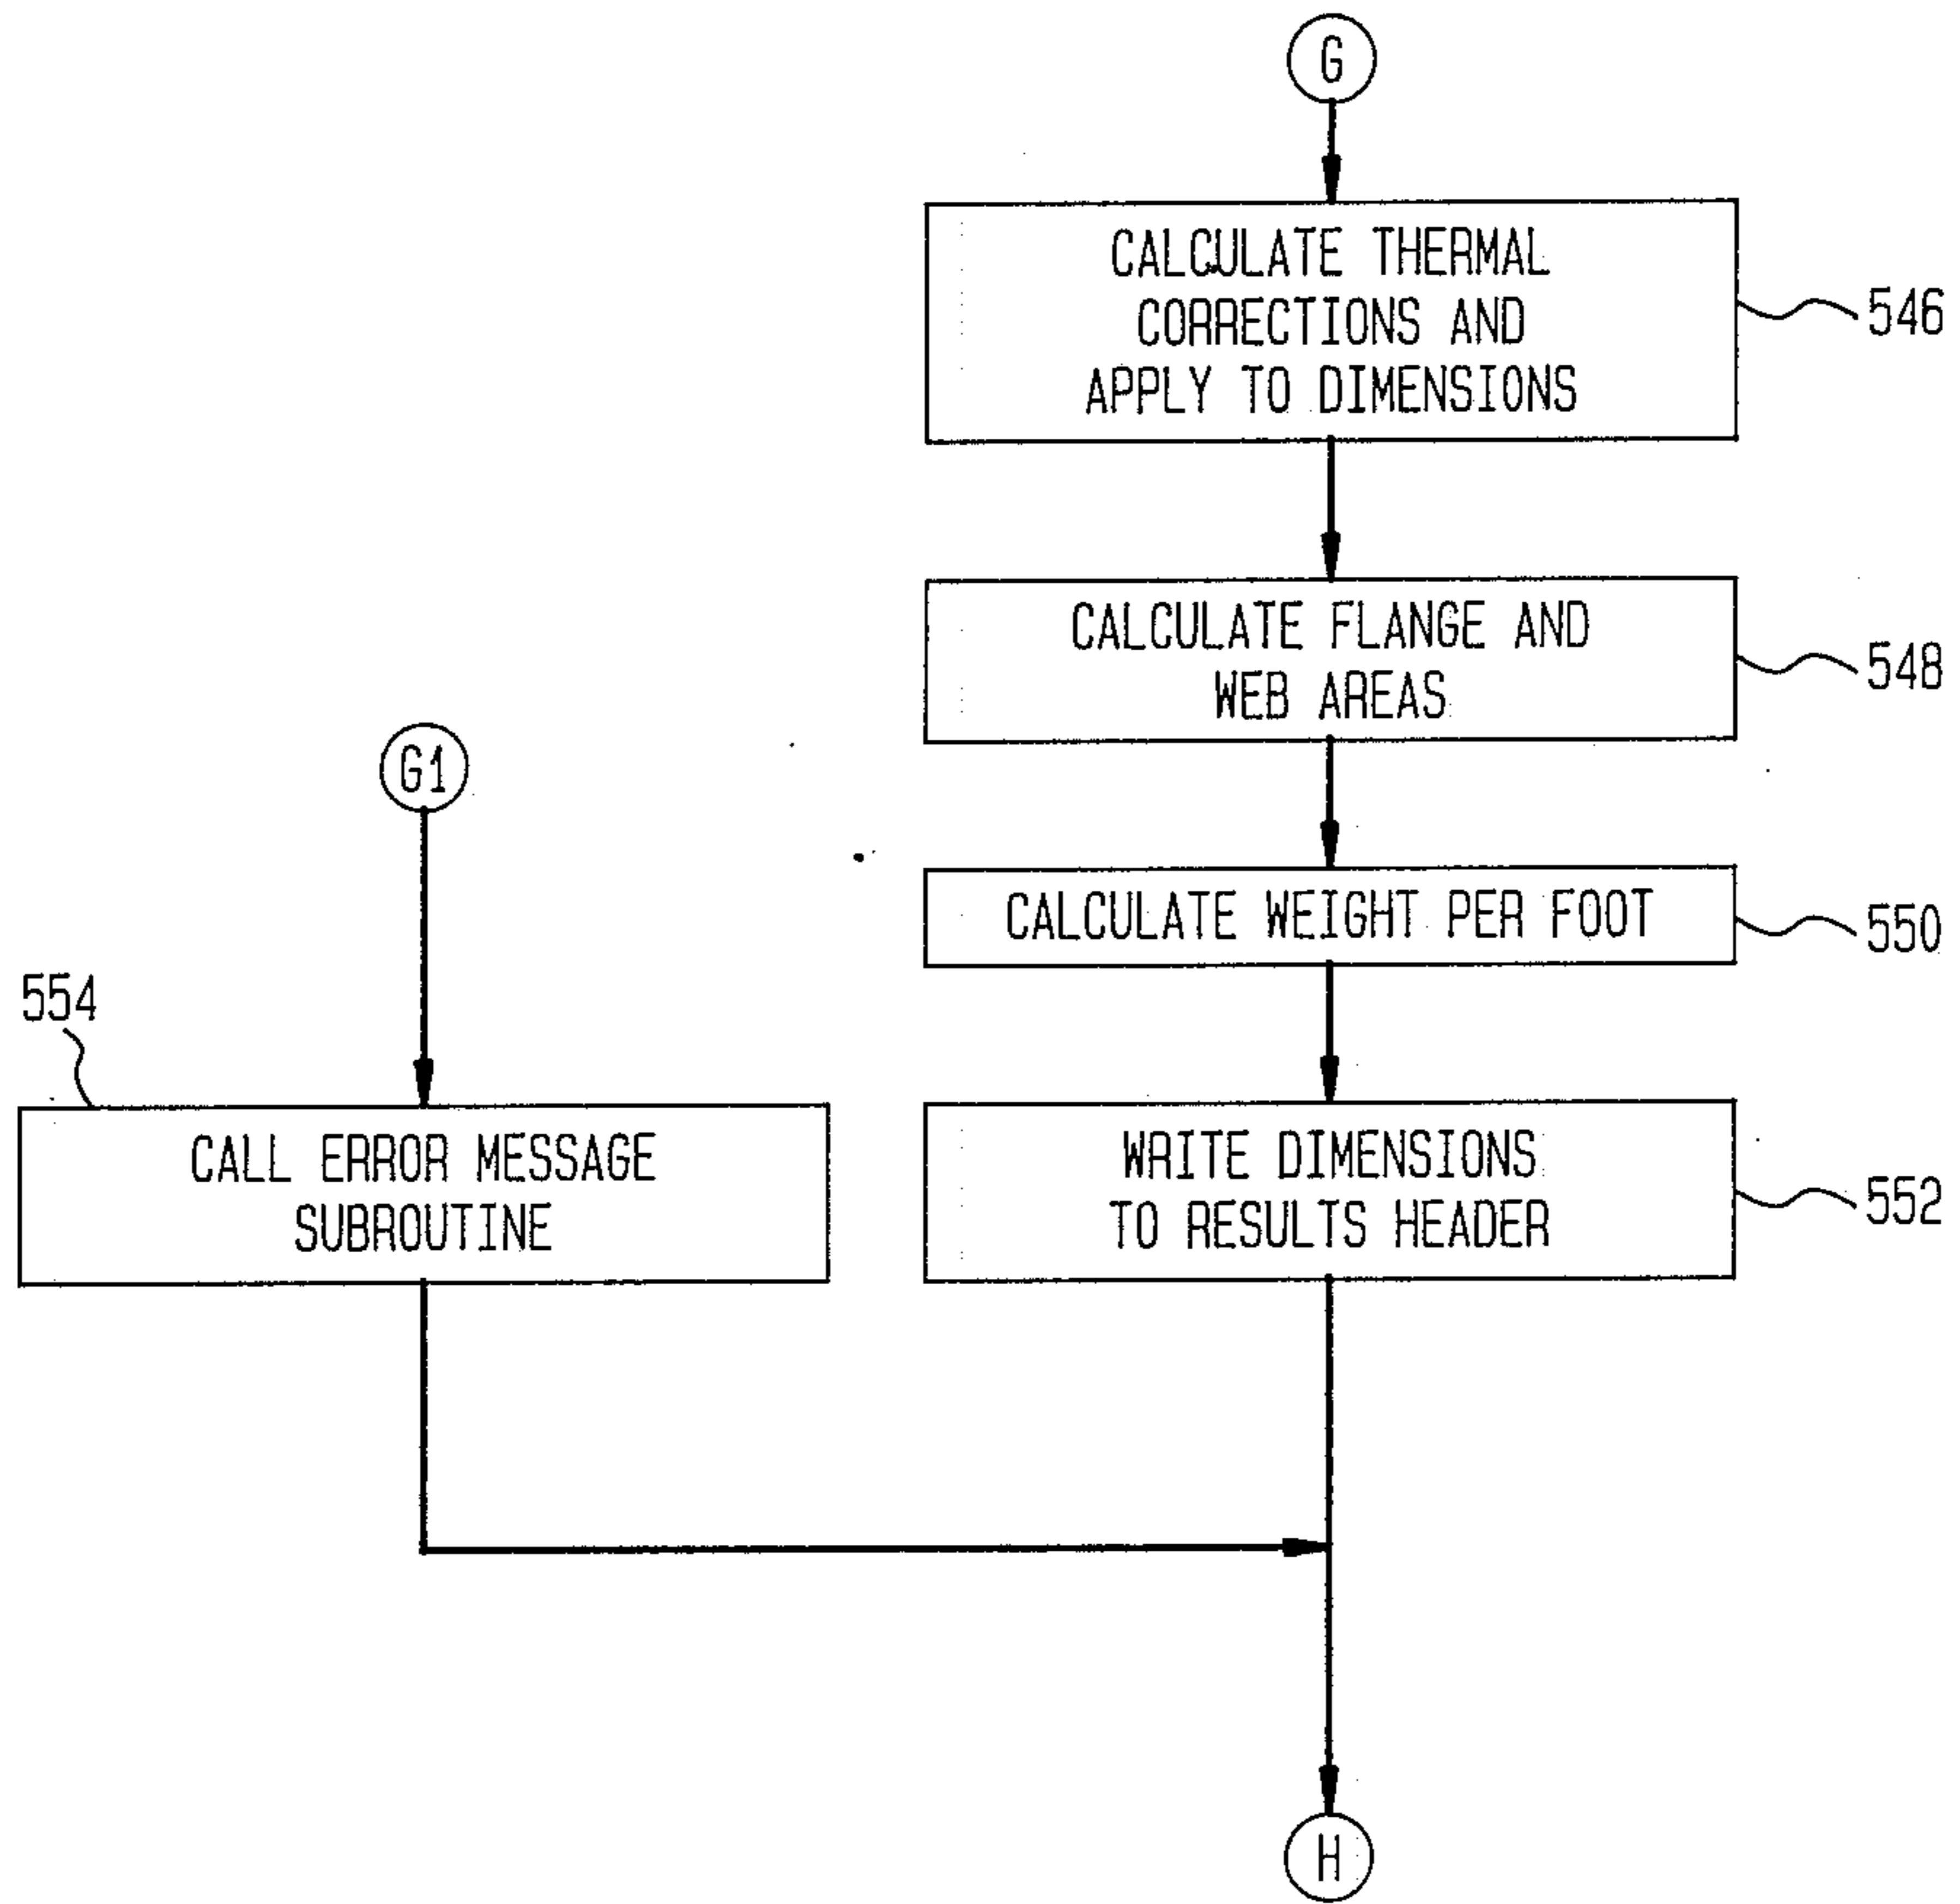 G
CALCULATE THERMAL
CORRECTIONS AND
APPLY TO DIMENSIONS
546
CALCULATE FLANGE AND
WEB AREAS
548
G1
CALCULATE WEIGHT PER FOOT
550
554
CALL ERROR MESSAGE
SUBROUTINE
WRITE DIMENSIONS
TO RESULTS HEADER
552
H